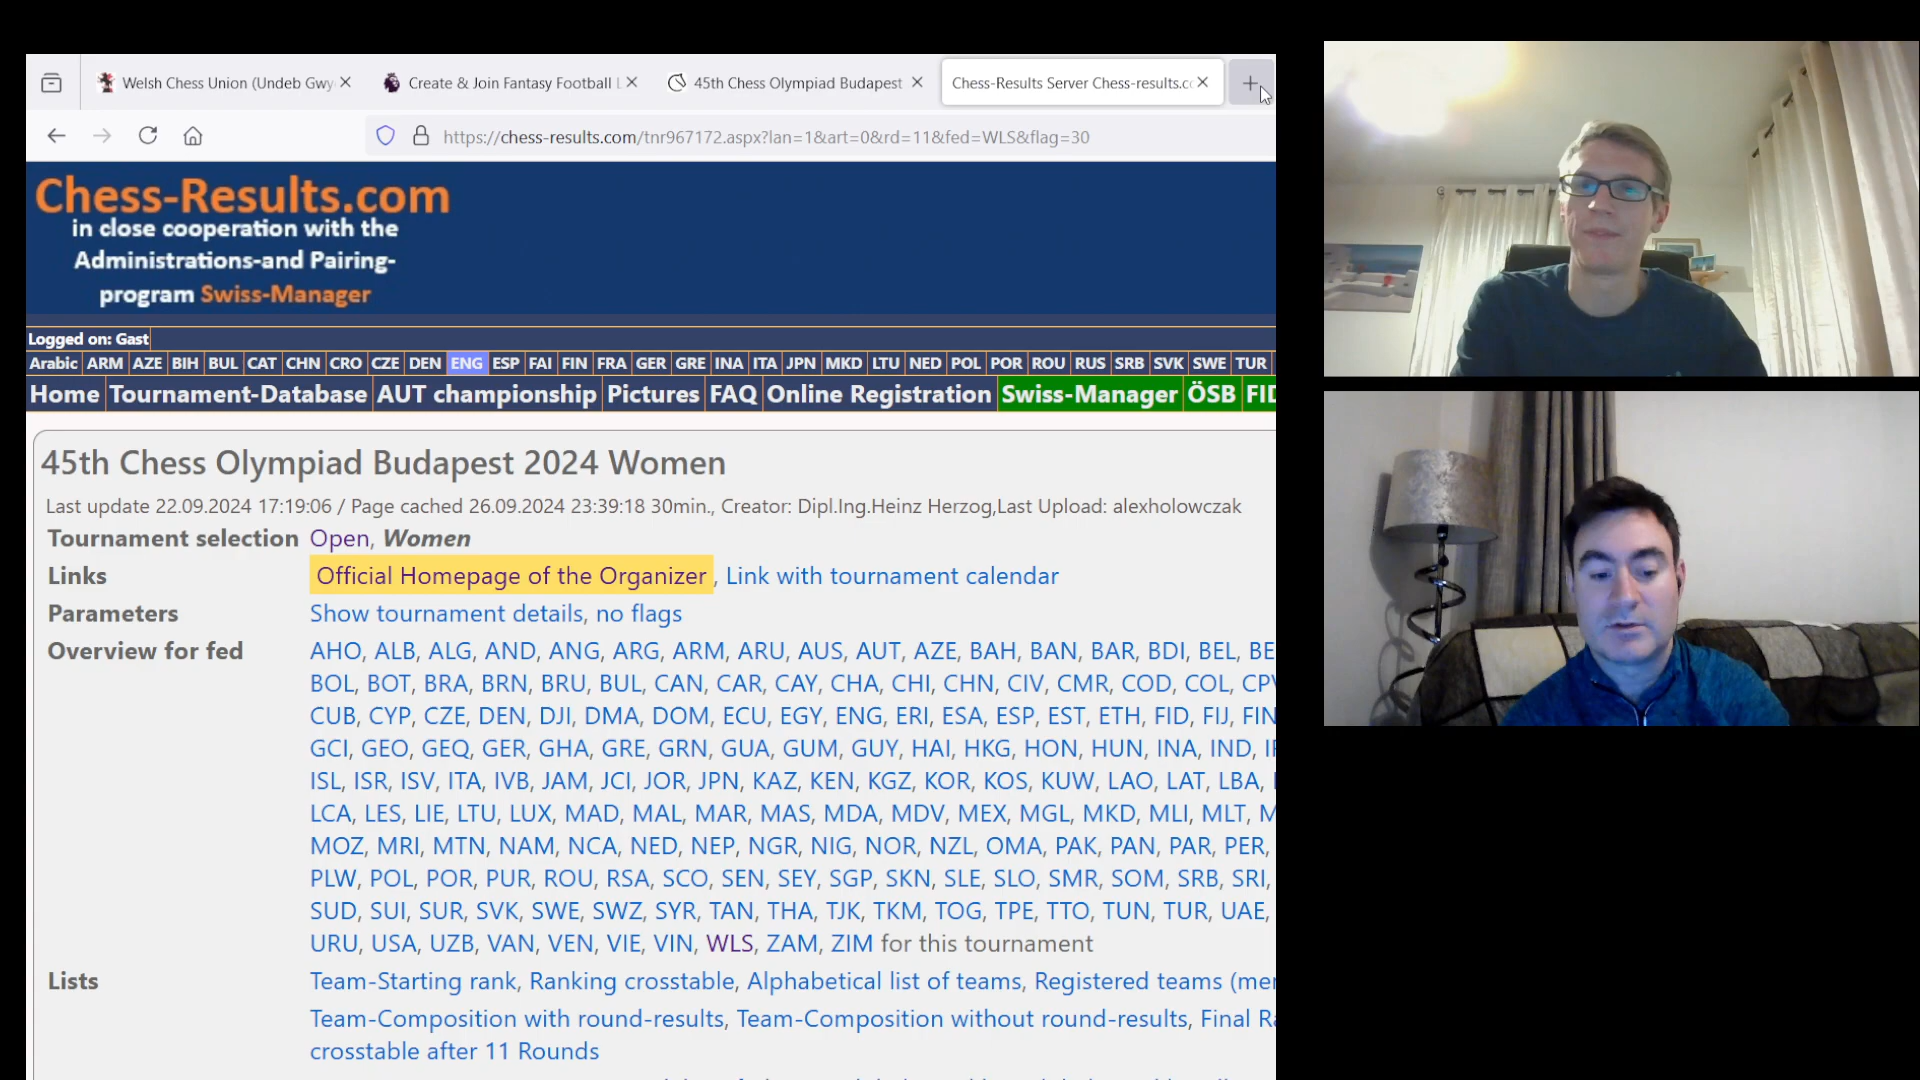 Welsh Chess Union (Undeb Gwy
Create & Join Fantasy Football L
45th Chess Olympiad Budapest
Chess-Results Server Chess-results.co
https://chess-results.com/tnr967172.aspx?lan=1&art=0&rd=11&fed=WLS&flag=30
Chess-Results.com
in close cooperation with the
Administrations-and Pairing-
program Swiss-Manager
Logged on: Gast
Arabic ARM AZE BIH BUL CAT CHN CRO CZE DEN ENG ESP FAI FIN FRA GER GRE INA ITA JPN MKD LTU NED POL POR ROU RUS SRB SVK SWE TUR
Home Tournament-Database AUT championship Pictures FAQ Online Registration Swiss-Manager ÖSB FID
45th Chess Olympiad Budapest 2024 Women
Last update 22.09.2024 17:19:06 / Page cached 26.09.2024 23:39:18 30min., Creator: Dipl.Ing.Heinz Herzog,Last Upload: alexholowczak
Tournament selection Open, Women
Links Official Homepage of the Organizer , Link with tournament calendar
Parameters Show tournament details, no flags
Overview for fed AHO, ALB, ALG, AND, ANG, ARG, ARM, ARU, AUS, AUT, AZE, BAH, BAN, BAR, BDI, BEL, BE
BOL, BOT, BRA, BRN, BRU, BUL, CAN, CAR, CAY, CHA, CHI, CHN, CIV, CMR, COD, COL, CPV
CUB, CYP, CZE, DEN, DJI, DMA, DOM, ECU, EGY, ENG, ERI, ESA, ESP, EST, ETH, FID, FIJ, FIN
GCI, GEO, GEQ, GER, GHA, GRE, GRN, GUA, GUM, GUY, HAI, HKG, HON, HUN, INA, IND, I
ISL, ISR, ISV, ITA, IVB, JAM, JCI, JOR, JPN, KAZ, KEN, KGZ, KOR, KOS, KUW, LAO, LAT, LBA,
LCA, LES, LIE, LTU, LUX, MAD, MAL, MAR, MAS, MDA, MDV, MEX, MGL, MKD, MLI, MLT, M
MOZ, MRI, MTN, NAM, NCA, NED, NEP, NGR, NIG, NOR, NZL, OMA, PAK, PAN, PAR, PER,
PLW, POL, POR, PUR, ROU, RSA, SCO, SEN, SEY, SGP, SKN, SLE, SLO, SMR, SOM, SRB, SRI,
SUD, SUI, SUR, SVK, SWE, SWZ, SYR, TAN, THA, TJK, TKM, TOG, TPE, TTO, TUN, TUR, UAE,
URU, USA, UZB, VAN, VEN, VIE, VIN, WLS, ZAM, ZIM for this tournament
Lists Team-Starting rank, Ranking crosstable, Alphabetical list of teams, Registered teams (mer
Team-Composition with round-results, Team-Composition without round-results, Final Ra
crosstable after 11 Rounds